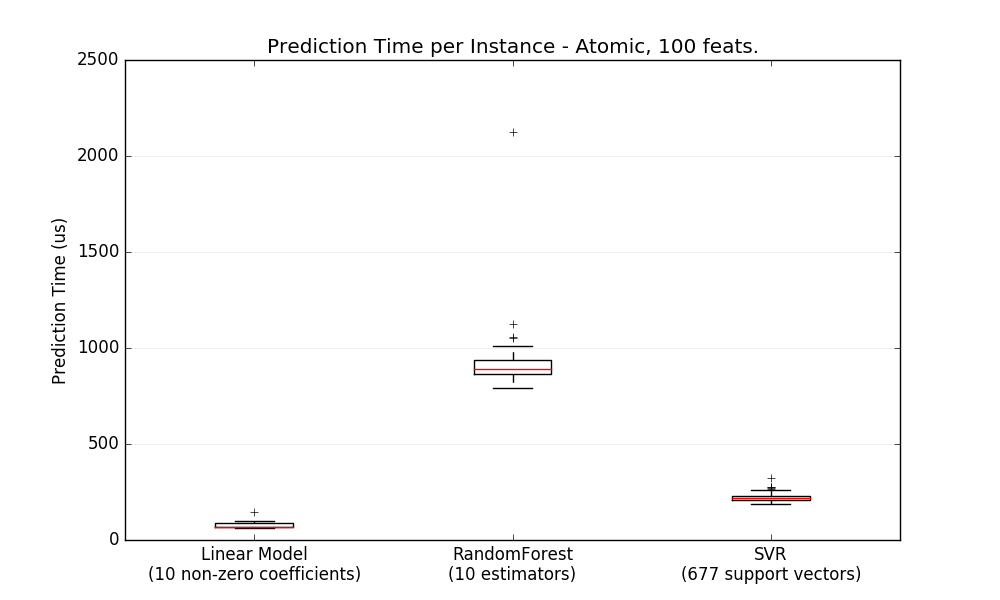 Prediction Time per Instance - Atomic, 100 feats.
2500
2000
1500
1000
500
0
Prediction Time (us)
Linear Model
(10 non-zero coefficients)
RandomForest
(10 estimators)
SVR
(677 support vectors)